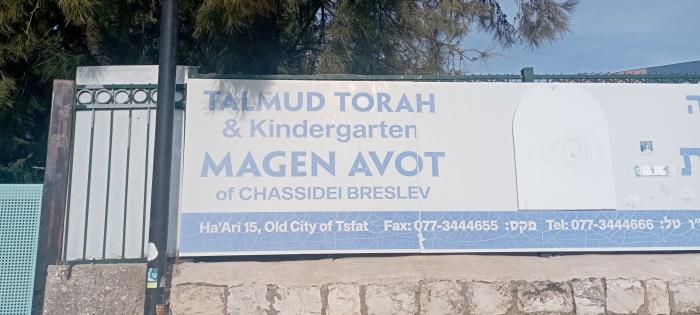 TALMUD TORAH
& Kindergarten
MAGEN AVOT
of CHASSIDEI BRESLEV
Ha'Ari 15, Old City of Tsfat Fax: 077-3444655 פקס: Tel: 077-3444666 טל: